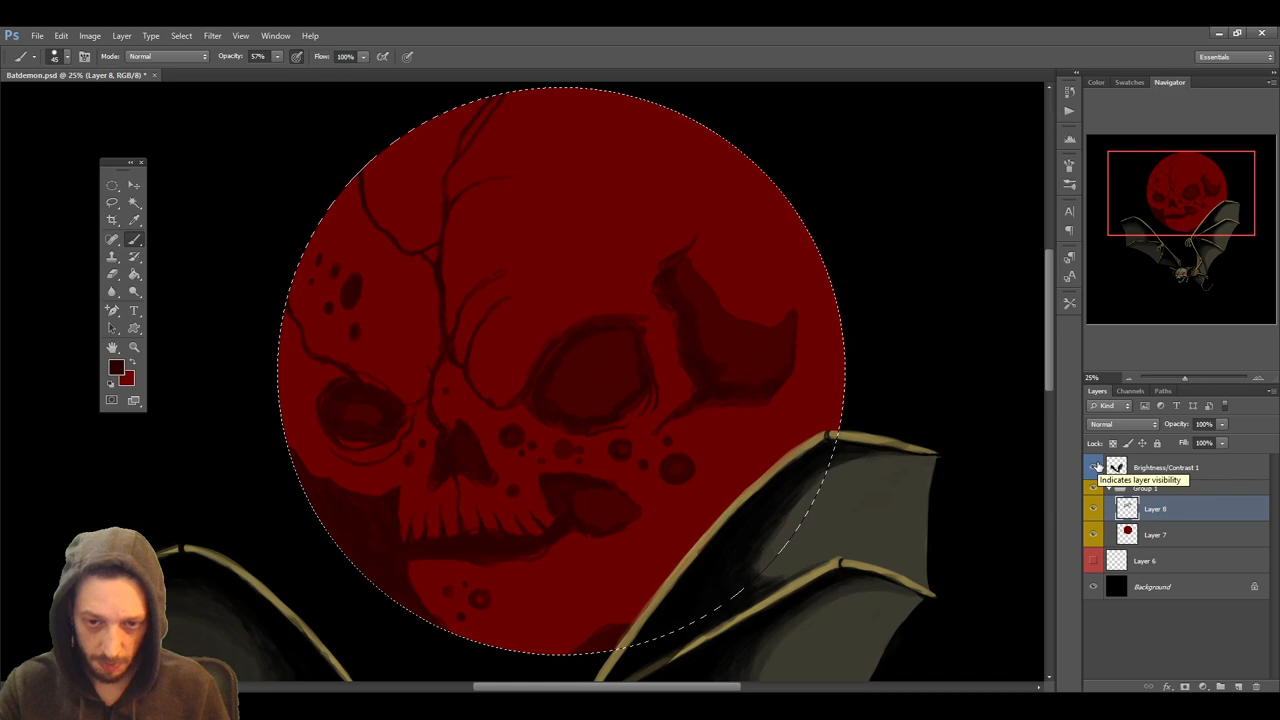 Ps File Edit Image Layer Type Select Filter View Window Help
45 Mode: Normal Opacity: 57% Flow: 100% Essentials
Batdemon.psd @ 25% (Layer 8, RGB/8) *
Color Swatches Navigator
25%
Layers Channels Paths
Kind
Normal Opacity: 100%
Lock: Fill: 100%
Brightness/Contrast 1
Indicates layer visibility
Group 1
Layer 8
Layer 7
Layer 6
Background